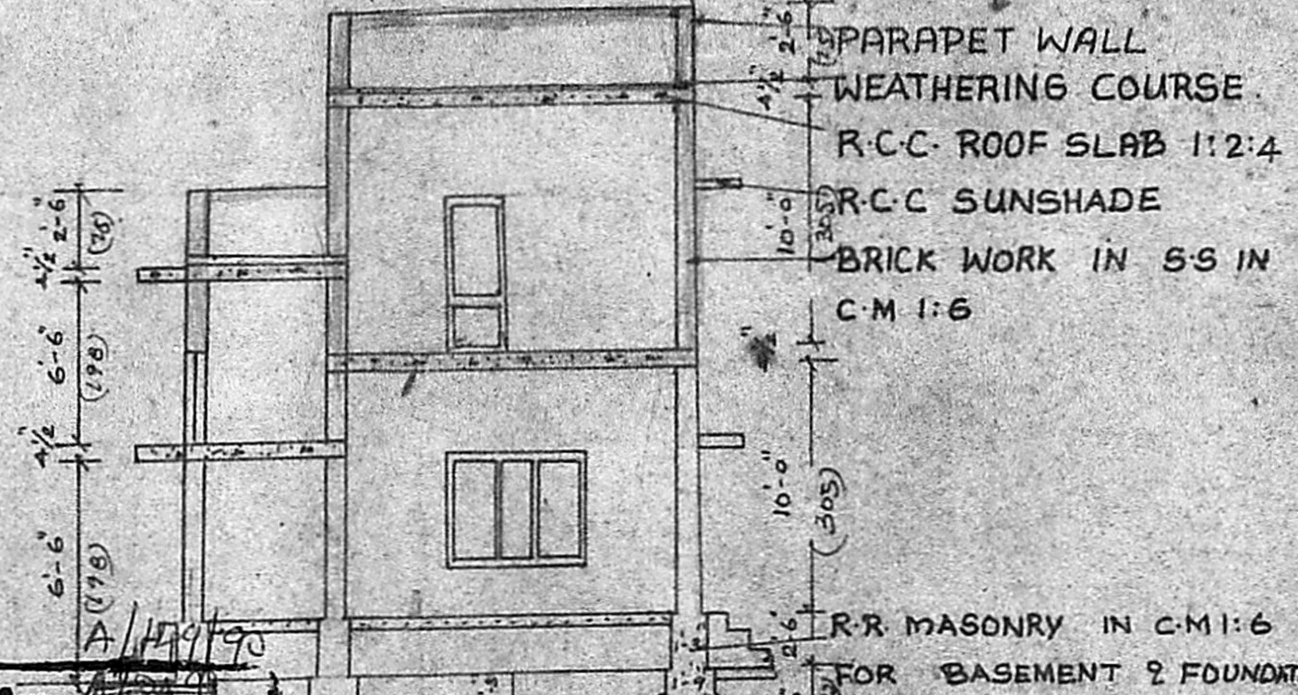 PARAPET WALL
WEATHERING COURSE.
R.C.C. ROOF SLAB 1:2:4
R.C.C SUNSHADE
BRICK WORK IN S.S IN
C.M 1:6
R.R. MASONRY IN C.M 1:6
FOR BASEMENT & FOUNDAT
2'-6"
4½"
10'-0"
(305)
10'-0"
(305)
2'-6"
2'-6"
(76)
4½"
6'-6"
(198)
4½
6'-6"
(198)